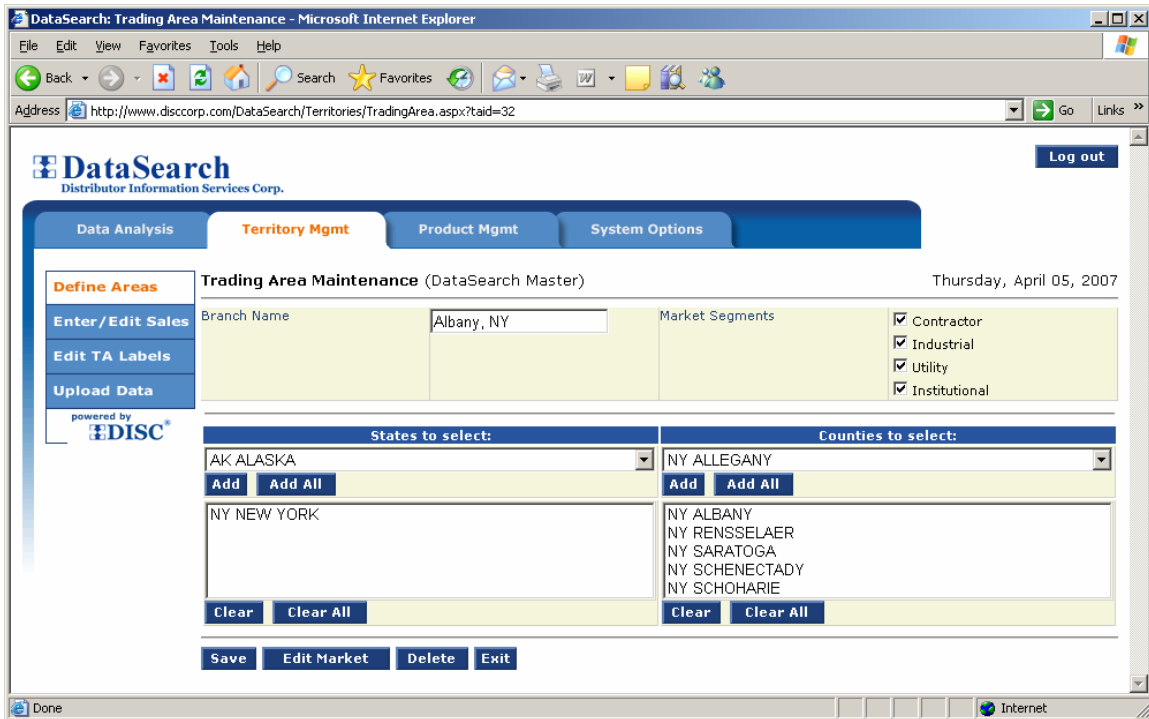 DataSearch: Trading Area Maintenance - Microsoft Internet Explorer
File Edit View Favorites Tools Help
Back Search Favorites
Address http://www.disccorp.com/DataSearch/Territories/TradingArea.aspx?taid=32 Go Links »
Log out
DataSearch
Distributor Information Services Corp.
Data Analysis Territory Mgmt Product Mgmt System Options
Define Areas
Enter/Edit Sales
Edit TA Labels
Upload Data
powered by
DISC®
Trading Area Maintenance (DataSearch Master) Thursday, April 05, 2007
Branch Name Albany, NY Market Segments
Contractor
Industrial
Utility
Institutional
States to select:
AK ALASKA
Add Add All
NY NEW YORK
Clear Clear All
Counties to select:
NY ALLEGANY
Add Add All
NY ALBANY
NY RENSSELAER
NY SARATOGA
NY SCHENECTADY
NY SCHOHARIE
Clear Clear All
Save Edit Market Delete Exit
Done Internet